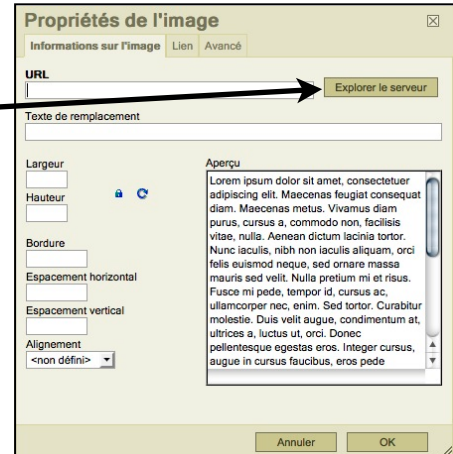 Propriétés de l'image
Informations sur l'image Lien Avancé
URL
Explorer le serveur
Texte de remplacement
Largeur
Hauteur
Bordure
Espacement horizontal
Espacement vertical
Alignement
<non défini>
Aperçu
Lorem ipsum dolor sit amet, consectetuer
adipiscing elit. Maecenas feugiat consequat
diam. Maecenas metus. Vivamus diam
purus, cursus a, commodo non, facilisis
vitae, nulla. Aenean dictum lacinia tortor.
Nunc iaculis, nibh non iaculis aliquam, orci
felis euismod neque, sed ornare massa
mauris sed velit. Nulla pretium mi et risus.
Fusce mi pede, tempor id, cursus ac,
ullamcorper nec, enim. Sed tortor. Curabitur
molestie. Duis velit augue, condimentum at,
ultrices a, luctus ut, orci. Donec
pellentesque egestas eros. Integer cursus,
augue in cursus faucibus, eros pede
Annuler OK